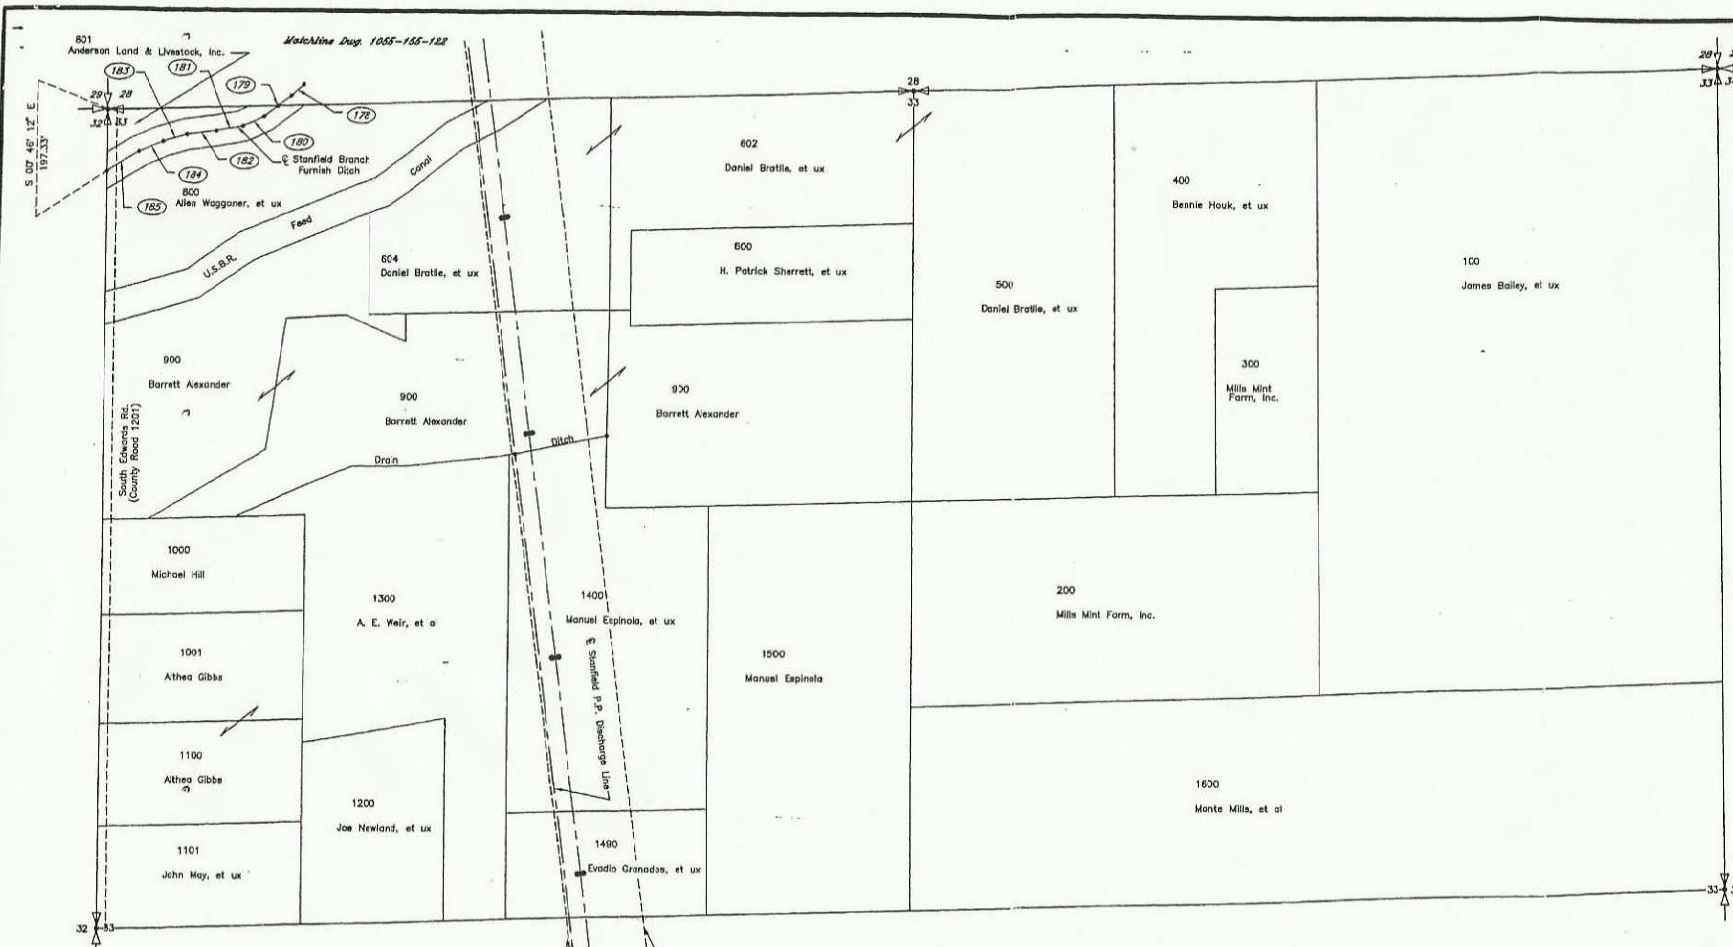 Matchline Dwg. 1055-155-122
801
Anderson Land & Livestock, Inc.
183
181
179
178
180
182
184
185
29 28
32 33
S 00° 46' 12" E
197.33'
℄ Stanfield Branch
Furnish Ditch
800
Allen Waggoner, et ux
U.S.B.R. Feed Canal
28
33
28
33
602
Daniel Bratlie, et ux
600
H. Patrick Sherrett, et ux
604
Daniel Bratlie, et ux
500
Daniel Bratlie, et ux
400
Bennie Houk, et ux
300
Mills Mint
Farm, Inc.
100
James Bailey, et ux
900
Barrett Alexander
900
Barrett Alexander
900
Barrett Alexander
South Edwards Rd.
(County Road 1201)
Drain Ditch
1000
Michael Hill
1001
Althea Gibbs
1100
Althea Gibbs
1101
John May, et ux
1300
A. E. Weir, et a
1200
Joe Newland, et ux
1400
Manuel Espinola, et ux
℄ Stanfield P.P. Discharge Line
1490
Evadio Granados, et ux
1500
Manuel Espinola
200
Mills Mint Farm, Inc.
1600
Monte Mills, et al
32 33
33